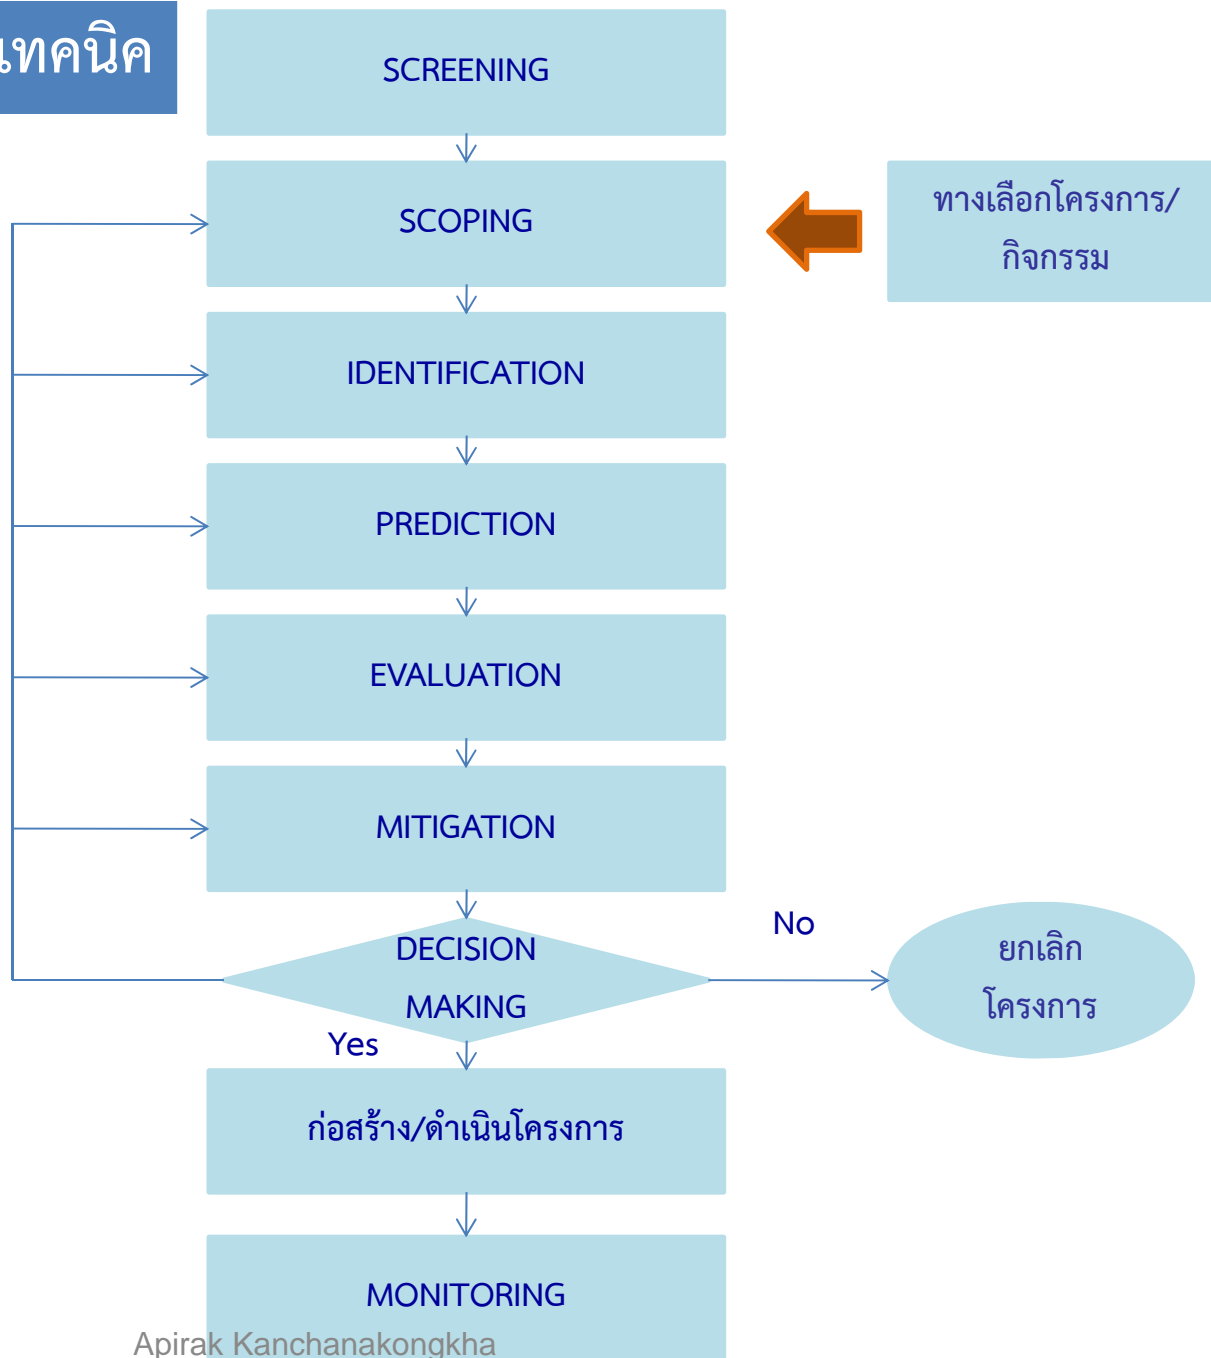 เทคนิค
SCREENING
SCOPING
ทางเลือกโครงการ/
กิจกรรม
IDENTIFICATION
PREDICTION
EVALUATION
MITIGATION
DECISION
MAKING
No
ยกเลิก
โครงการ
Yes
ก่อสร้าง/ดำเนินโครงการ
MONITORING
Apirak Kanchanakongkha